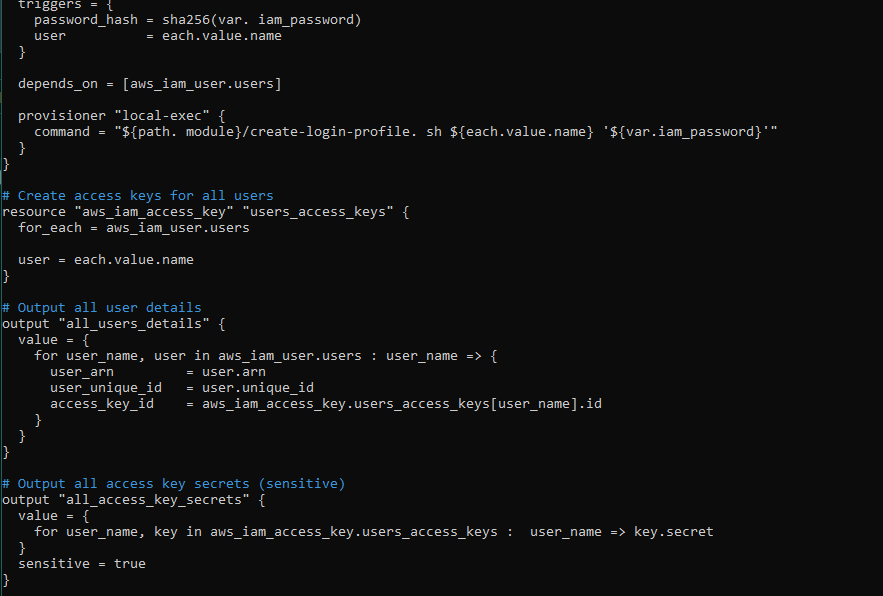 triggers = {
    password_hash = sha256(var. iam_password)
    user          = each.value.name
  }

  depends_on = [aws_iam_user.users]

  provisioner "local-exec" {
    command = "${path. module}/create-login-profile. sh ${each.value.name} '${var.iam_password}'"
  }
}

# Create access keys for all users
resource "aws_iam_access_key" "users_access_keys" {
  for_each = aws_iam_user.users

  user = each.value.name
}

# Output all user details
output "all_users_details" {
  value = {
    for user_name, user in aws_iam_user.users : user_name => {
      user_arn         = user.arn
      user_unique_id   = user.unique_id
      access_key_id    = aws_iam_access_key.users_access_keys[user_name].id
    }
  }
}

# Output all access key secrets (sensitive)
output "all_access_key_secrets" {
  value = {
    for user_name, key in aws_iam_access_key.users_access_keys :  user_name => key.secret
  }
  sensitive = true
}